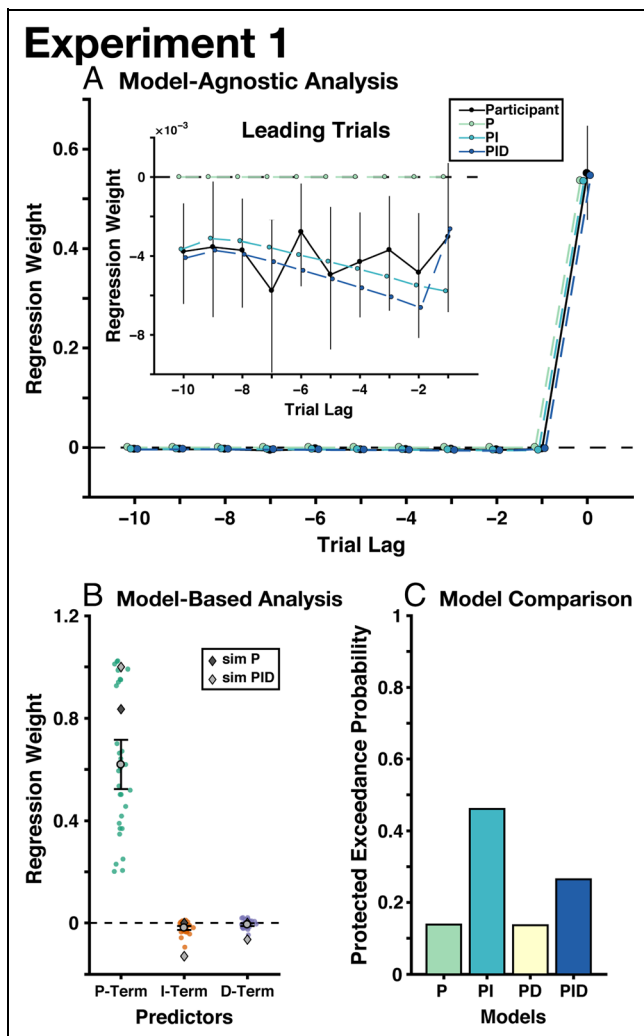 Experiment 1
A Model-Agnostic Analysis
Participant
P
PI
PID
×10⁻³
Leading Trials
0
−4
−8
Regression Weight
−10
−8
−6
−4
−2
Trial Lag
0.6
0.4
0.2
0
Regression Weight
−10
−8
−6
−4
−2
0
Trial Lag
B Model-Based Analysis
1.2
0.8
0.4
0
Regression Weight
sim P
sim PID
P-Term
I-Term
D-Term
Predictors
C Model Comparison
1
0.8
0.6
0.4
0.2
0
Protected Exceedance Probability
P
PI
PD
PID
Models